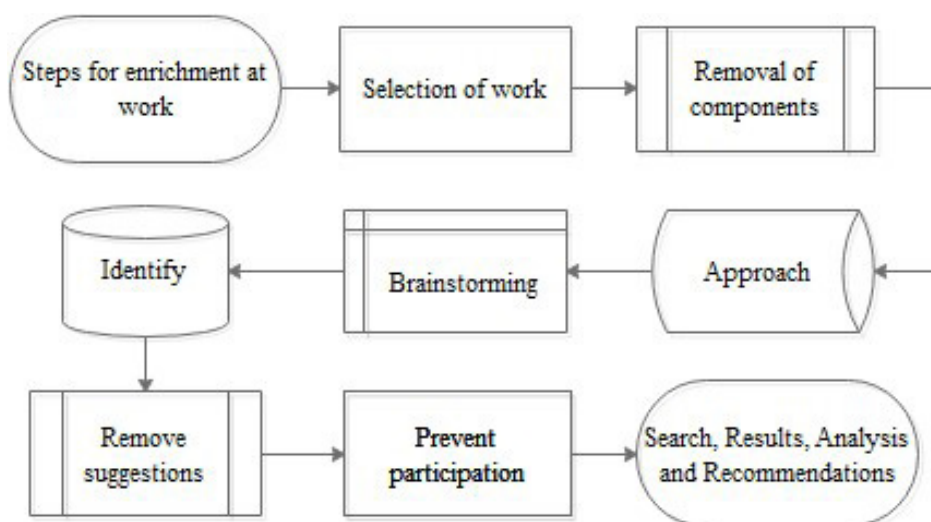 Steps for enrichment at
work
Selection of work
Removal of
components
Approach
Brainstorming
Identify
Remove
suggestions
Prevent
participation
Search, Results, Analysis
and Recommendations